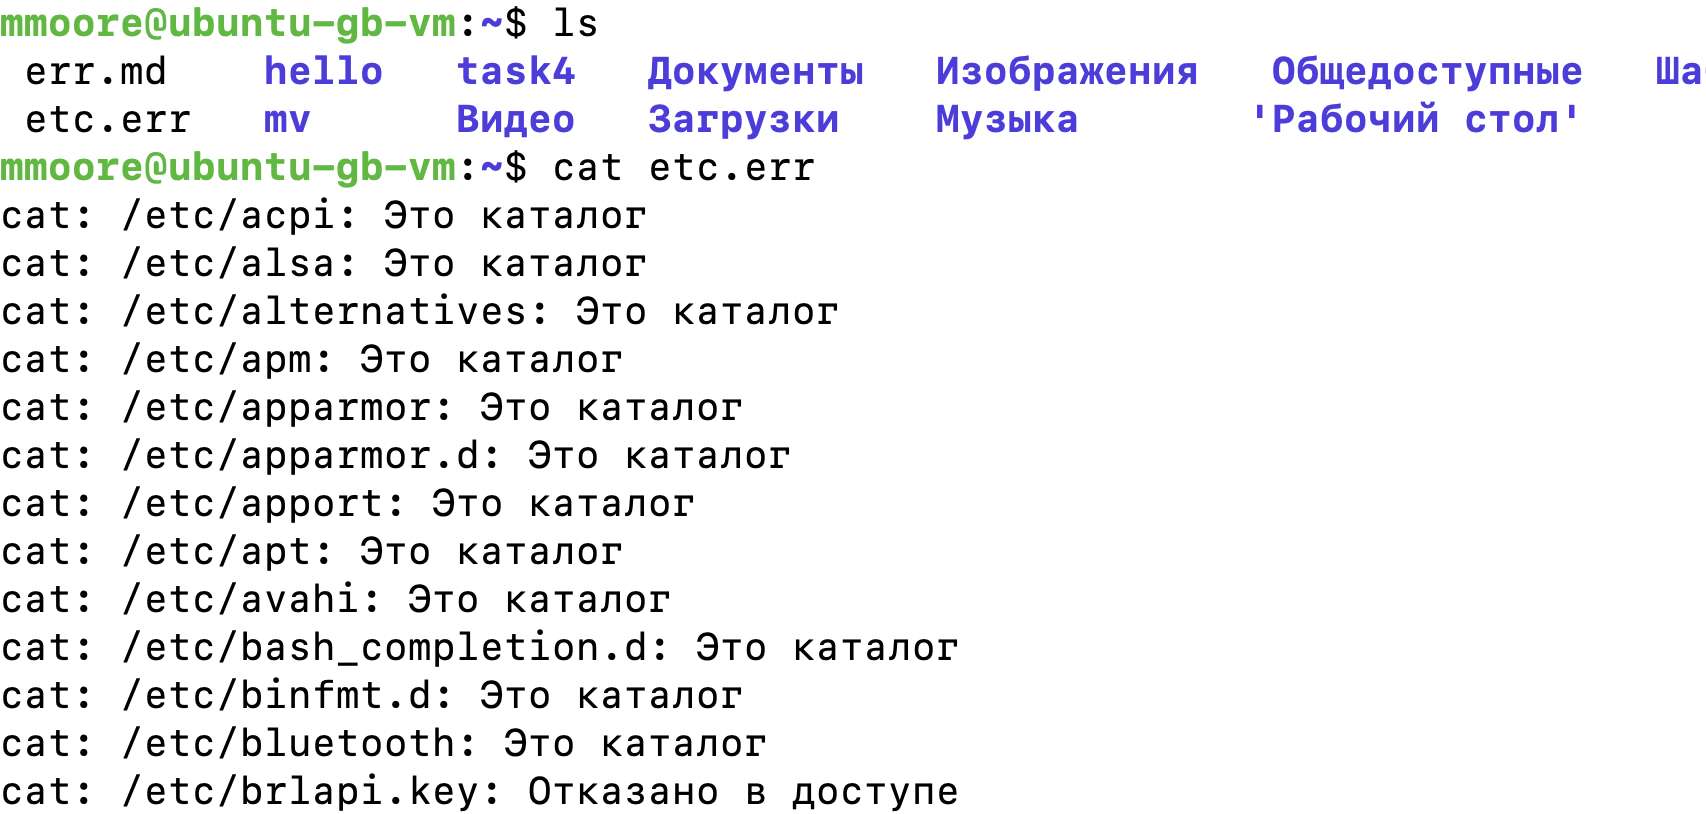 mmoore@ubuntu-gb-vm:~$ ls
err.md hello task4 Документы Изображения Общедоступные
etc.err mv Видео Загрузки Музыка 'Рабочий стол'
mmoore@ubuntu-gb-vm:~$ cat etc.err
cat: /etc/acpi: Это каталог
cat: /etc/alsa: Это каталог
cat: /etc/alternatives: Это каталог
cat: /etc/apm: Это каталог
cat: /etc/apparmor: Это каталог
cat: /etc/apparmor.d: Это каталог
cat: /etc/apport: Это каталог
cat: /etc/apt: Это каталог
cat: /etc/avahi: Это каталог
cat: /etc/bash_completion.d: Это каталог
cat: /etc/binfmt.d: Это каталог
cat: /etc/bluetooth: Это каталог
cat: /etc/brlapi.key: Отказано в доступе